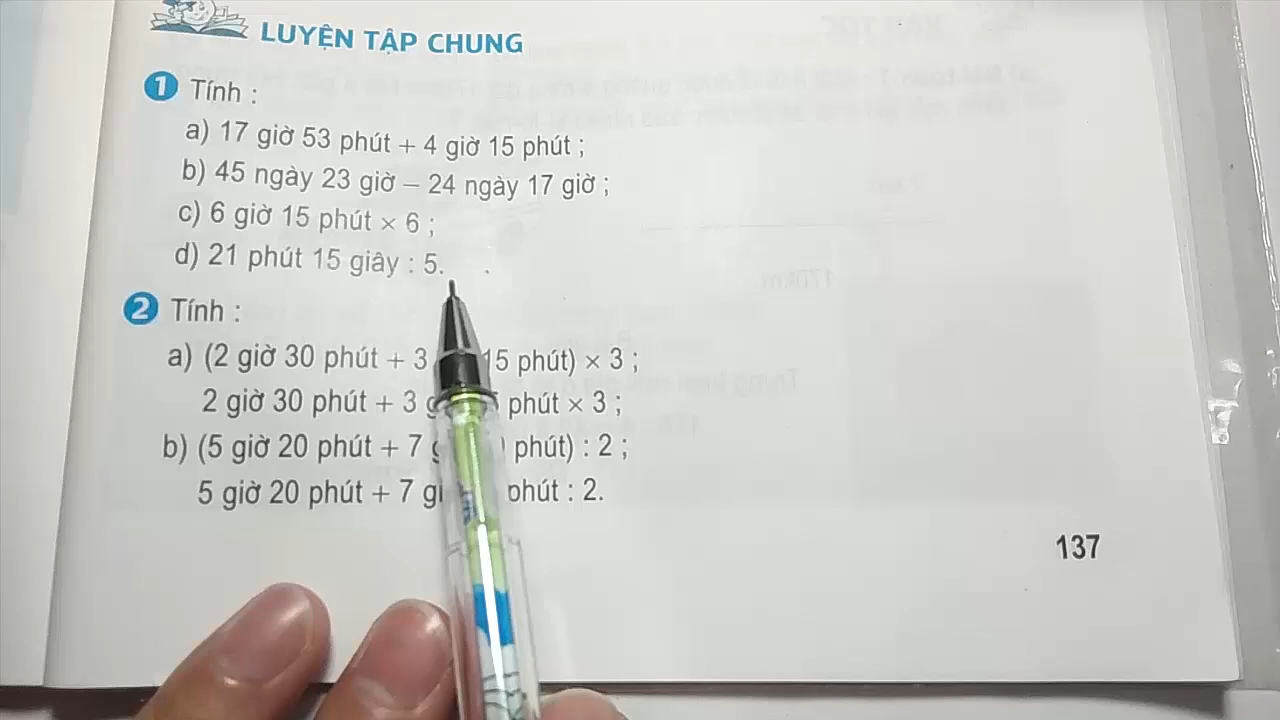 LUYỆN TẬP CHUNG
1 Tính :
a) 17 giờ 53 phút + 4 giờ 15 phút ;
b) 45 ngày 23 giờ – 24 ngày 17 giờ ;
c) 6 giờ 15 phút × 6 ;
d) 21 phút 15 giây : 5.
2 Tính :
a) (2 giờ 30 phút + 3 15 phút) × 3 ;
2 giờ 30 phút + 3 phút × 3 ;
b) (5 giờ 20 phút + 7 phút) : 2 ;
5 giờ 20 phút + 7 phút : 2.
137